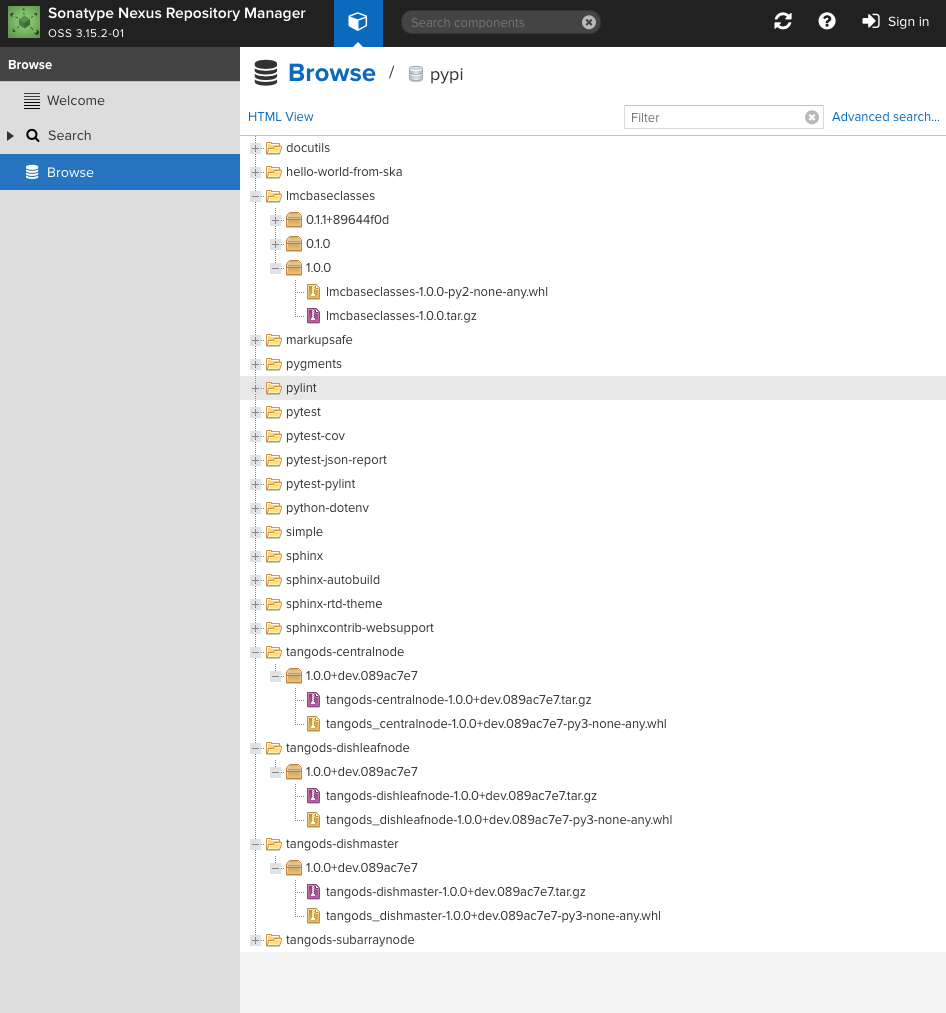 Sonatype Nexus Repository Manager
OSS 3.15.2-01
Search components
Sign in
Browse
Welcome
Search
Browse
Browse / pypi
HTML View
Filter
Advanced search...
docutils
hello-world-from-ska
lmcbaseclasses
0.1.1+89644f0d
0.1.0
1.0.0
lmcbaseclasses-1.0.0-py2-none-any.whl
lmcbaseclasses-1.0.0.tar.gz
markupsafe
pygments
pylint
pytest
pytest-cov
pytest-json-report
pytest-pylint
python-dotenv
simple
sphinx
sphinx-autobuild
sphinx-rtd-theme
sphinxcontrib-websupport
tangods-centralnode
1.0.0+dev.089ac7e7
tangods-centralnode-1.0.0+dev.089ac7e7.tar.gz
tangods_centralnode-1.0.0+dev.089ac7e7-py3-none-any.whl
tangods-dishleafnode
1.0.0+dev.089ac7e7
tangods-dishleafnode-1.0.0+dev.089ac7e7.tar.gz
tangods_dishleafnode-1.0.0+dev.089ac7e7-py3-none-any.whl
tangods-dishmaster
1.0.0+dev.089ac7e7
tangods-dishmaster-1.0.0+dev.089ac7e7.tar.gz
tangods_dishmaster-1.0.0+dev.089ac7e7-py3-none-any.whl
tangods-subarraynode